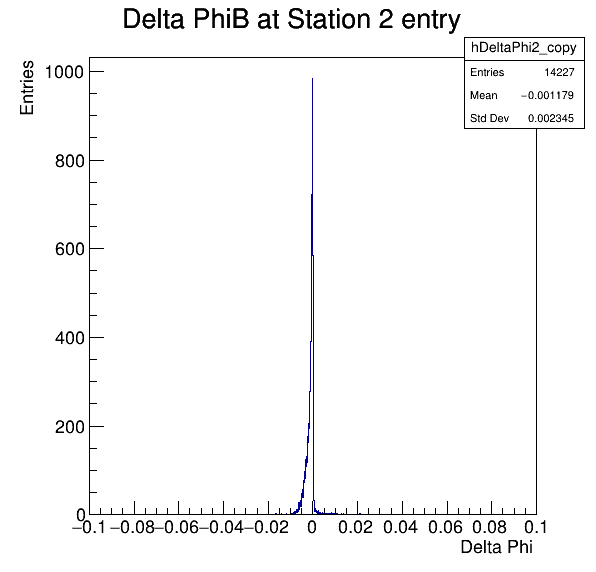 Delta PhiB at Station 2 entry
hDeltaPhi2_copy
Entries 14227
Mean −0.001179
Std Dev 0.002345
Entries
1000
800
600
400
200
0
−0.1 −0.08 −0.06 −0.04 −0.02 0 0.02 0.04 0.06 0.08 0.1
Delta Phi